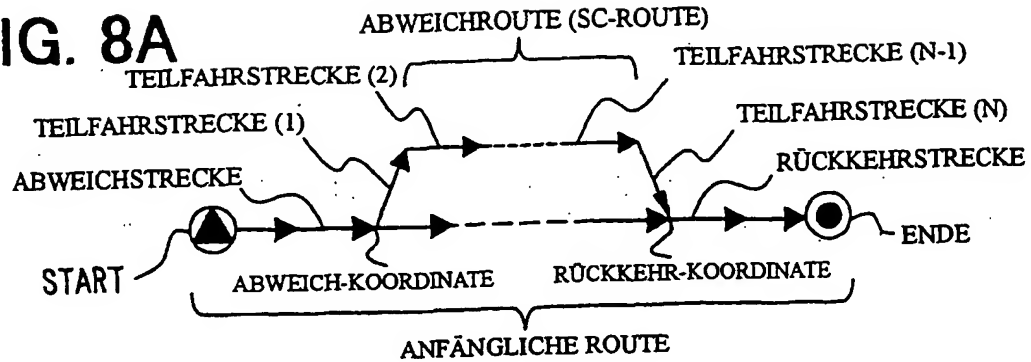 IG. 8A
ABWEICHROUTE (SC-ROUTE)
TEILFAHRSTRECKE (2)
TEILFAHRSTRECKE (N-1)
TEILFAHRSTRECKE (1)
TEILFAHRSTRECKE (N)
ABWEICHSTRECKE
RÜCKKEHRSTRECKE
START
ABWEICH-KOORDINATE
RÜCKKEHR-KOORDINATE
ENDE
ANFÄNGLICHE ROUTE